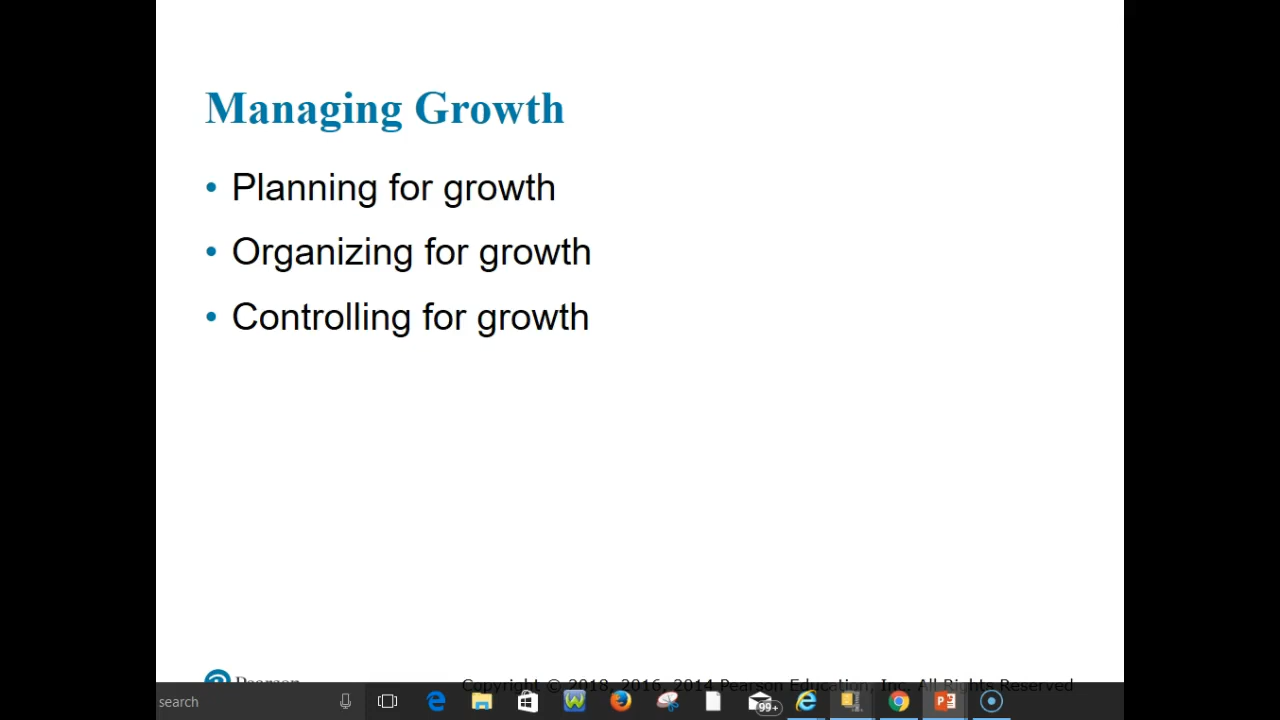 Managing Growth
• Planning for growth
• Organizing for growth
• Controlling for growth
Pearson
Copyright © 2018, 2016, 2014 Pearson Education, Inc. All Rights Reserved
search
99+